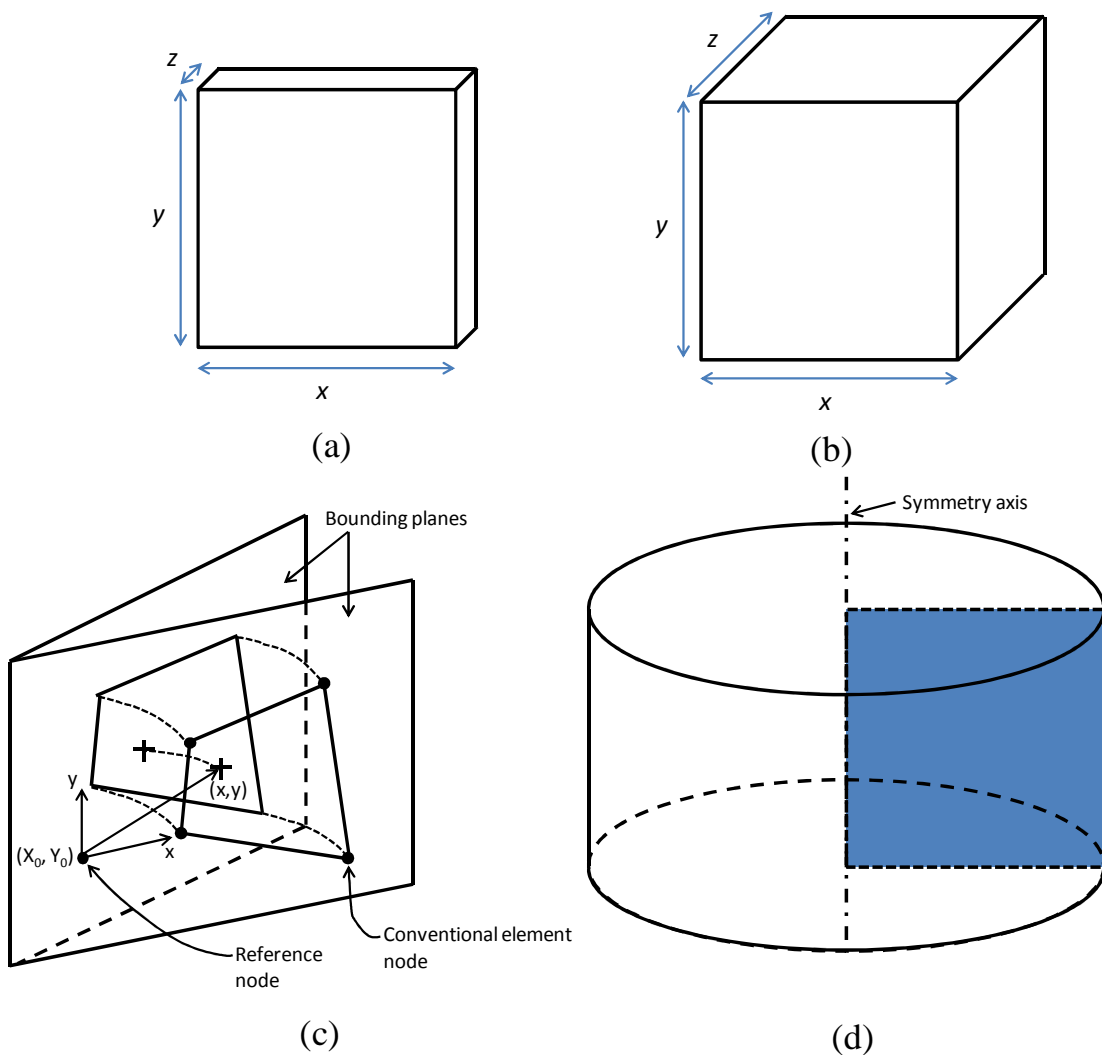 z
y
x
(a)
z
y
x
(b)
Bounding planes
y
(x,y)
x
(X₀, Y₀)
Reference
node
Conventional element
node
(c)
Symmetry axis
(d)